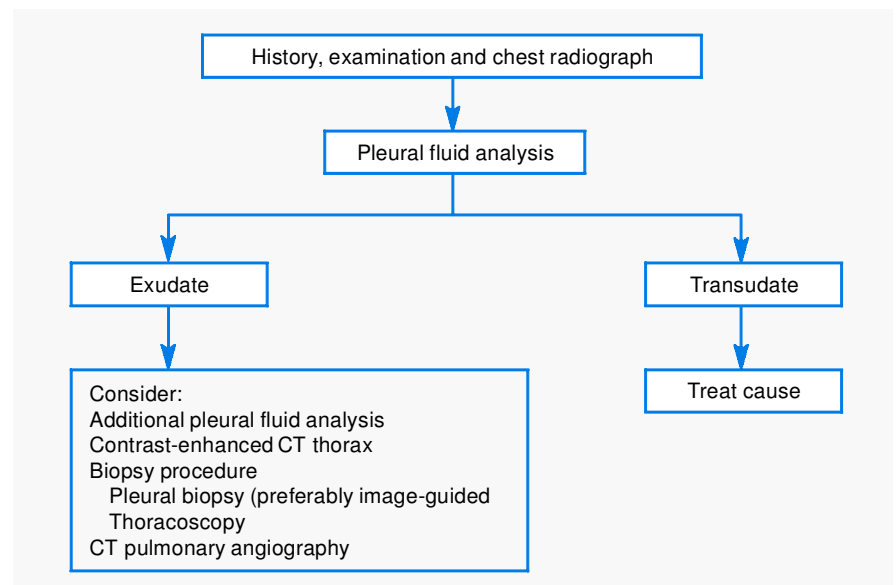 History, examination and chest radiograph
Pleural fluid analysis
Exudate
Transudate
Consider:
Additional pleural fluid analysis
Contrast-enhanced CT thorax
Biopsy procedure
Pleural biopsy (preferably image-guided
Thoracoscopy
CT pulmonary angiography
Treat cause